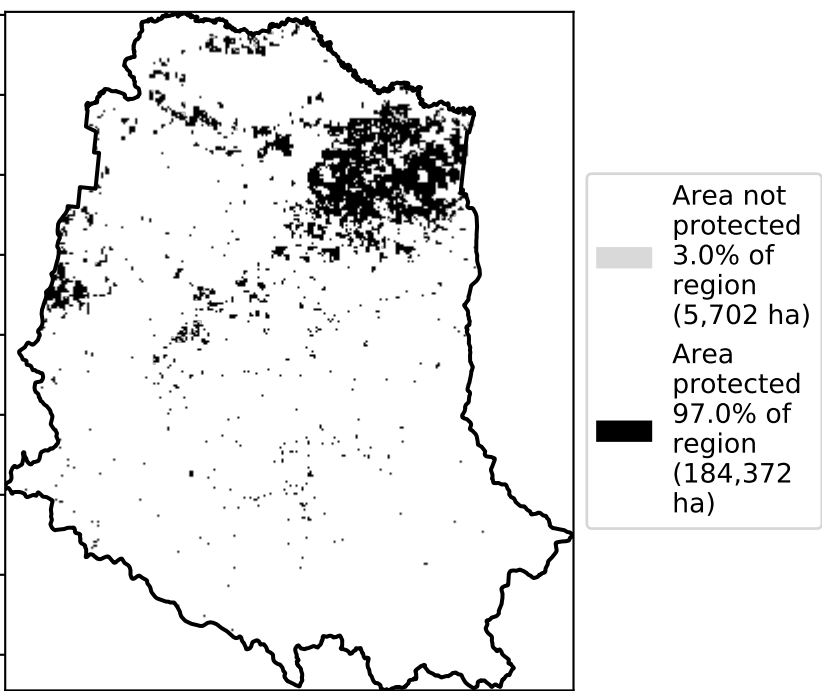 Area not
protected
3.0% of
region
(5,702 ha)
Area
protected
97.0% of
region
(184,372
ha)